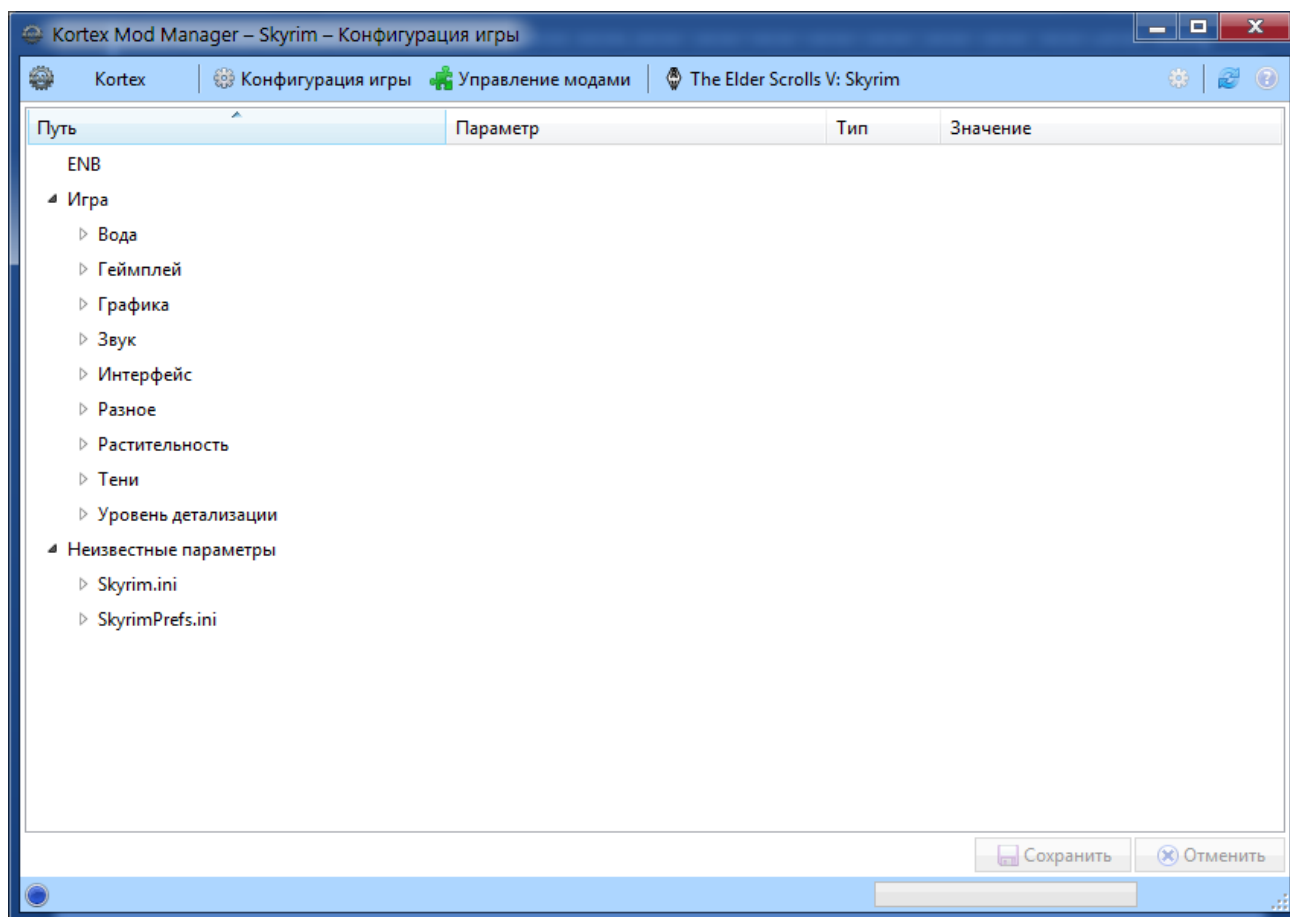 Kortex Mod Manager – Skyrim – Конфигурация игры
Kortex Конфигурация игры Управление модами The Elder Scrolls V: Skyrim
Путь Параметр Тип Значение
ENB
Игра
Вода
Геймплей
Графика
Звук
Интерфейс
Разное
Растительность
Тени
Уровень детализации
Неизвестные параметры
Skyrim.ini
SkyrimPrefs.ini
Сохранить Отменить